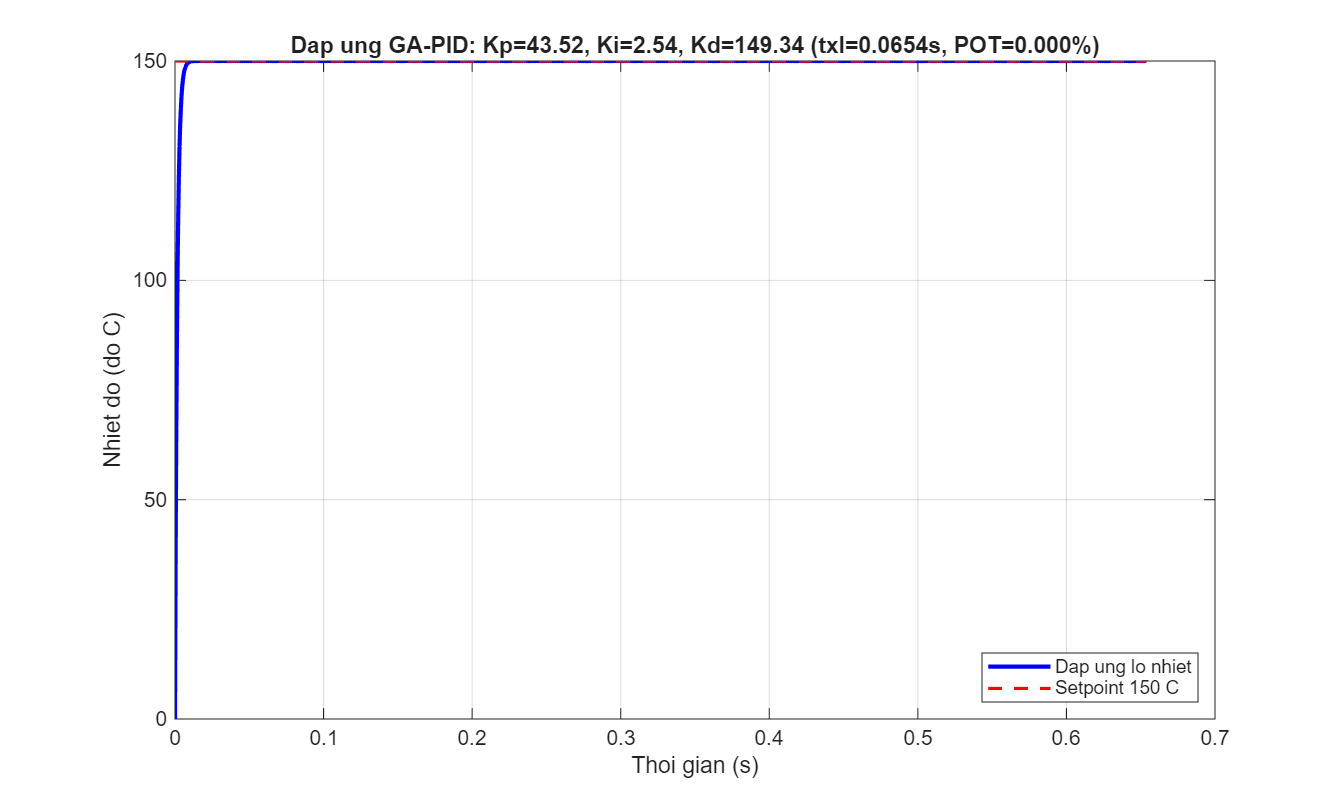 Dap ung GA-PID: Kp=43.52, Ki=2.54, Kd=149.34 (txl=0.0654s, POT=0.000%)
150
100
50
0
Nhiet do (do C)
0 0.1 0.2 0.3 0.4 0.5 0.6 0.7
Thoi gian (s)
Dap ung lo nhiet
Setpoint 150 C